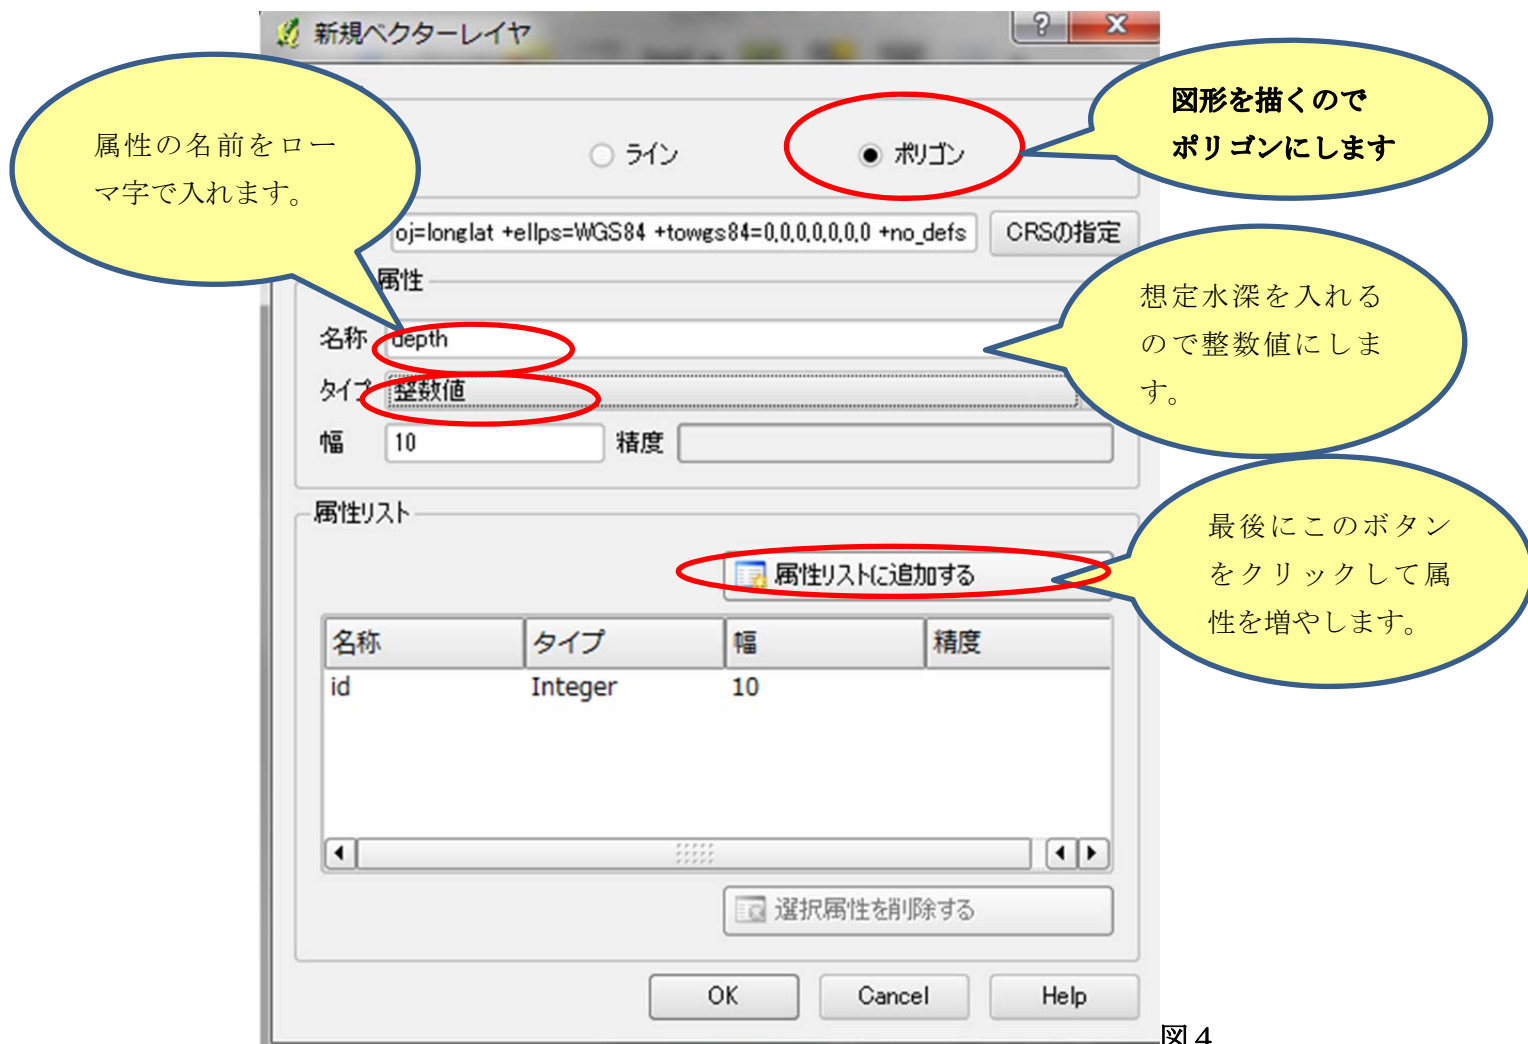 新規ベクターレイヤ
?
x
属性の名前をロー
マ字で入れます。
ライン
ポリゴン
図形を描くので
ポリゴンにします
oj=longlat +ellps=WGS84 +towgs84=0,0,0,0,0,0,0 +no_defs
CRSの指定
属性
名称
depth
想定水深を入れる
ので整数値にしま
す。
タイプ
整数値
幅
10
精度
属性リスト
最後にこのボタン
をクリックして属
性を増やします。
属性リストに追加する
名称 タイプ 幅 精度
id Integer 10
選択属性を削除する
OK
Cancel
Help
図４